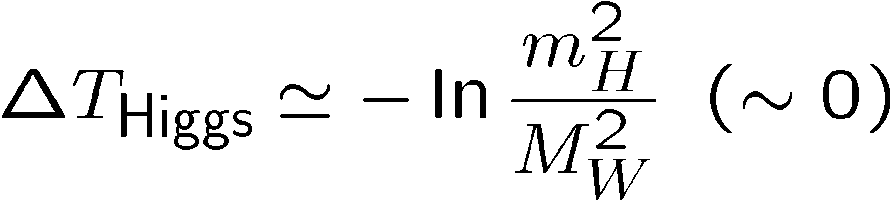 ΔT_Higgs ≃ − ln m_H^2 / M_W^2 (∼ 0)